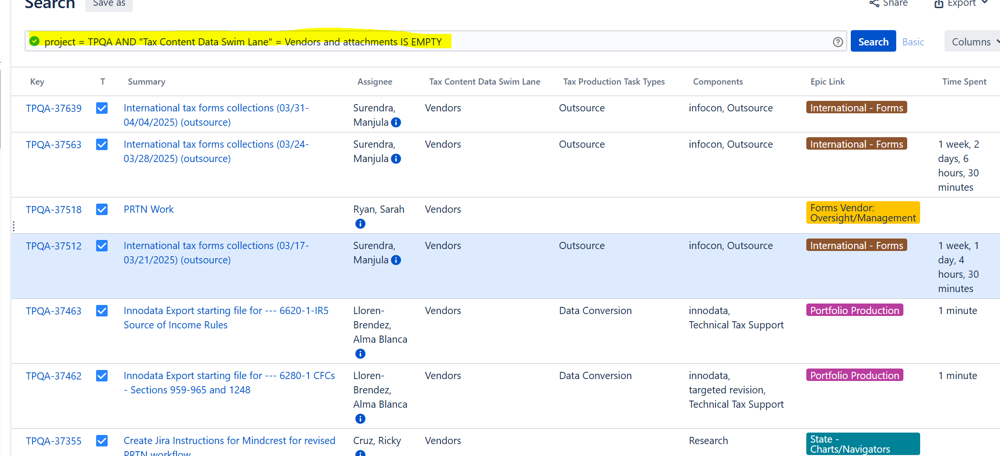 Search Save as Share Export
project = TPQA AND "Tax Content Data Swim Lane" = Vendors and attachments IS EMPTY Search Basic Columns
Key T Summary Assignee Tax Content Data Swim Lane Tax Production Task Types Components Epic Link Time Spent
TPQA-37639 International tax forms collections (03/31- Surendra, Vendors Outsource infocon, Outsource International - Forms
04/04/2025) (outsource) Manjula
TPQA-37563 International tax forms collections (03/24- Surendra, Vendors Outsource infocon, Outsource International - Forms 1 week, 2
03/28/2025) (outsource) Manjula days, 6
hours, 30
minutes
TPQA-37518 PRTN Work Ryan, Sarah Vendors Forms Vendor:
Oversight/Management
TPQA-37512 International tax forms collections (03/17- Surendra, Vendors Outsource infocon, Outsource International - Forms 1 week, 1
03/21/2025) (outsource) Manjula day, 4
hours, 30
minutes
TPQA-37463 Innodata Export starting file for --- 6620-1-IR5 Lloren- Vendors Data Conversion innodata, Portfolio Production 1 minute
Source of Income Rules Brendez, Technical Tax Support
Alma Blanca
TPQA-37462 Innodata Export starting file for --- 6280-1 CFCs Lloren- Vendors Data Conversion innodata, Portfolio Production 1 minute
- Sections 959-965 and 1248 Brendez, targeted revision,
Alma Blanca Technical Tax Support
TPQA-37355 Create Jira Instructions for Mindcrest for revised Cruz, Ricky Vendors Research State -
PRTN workflow Charts/Navigators